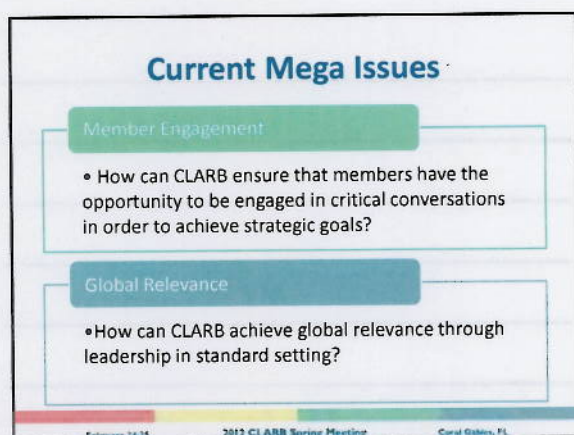 Current Mega Issues
Member Engagement
• How can CLARB ensure that members have the
opportunity to be engaged in critical conversations
in order to achieve strategic goals?
Global Relevance
•How can CLARB achieve global relevance through
leadership in standard setting?
2012 CLARB Spring Meeting
Coral Gables, FL